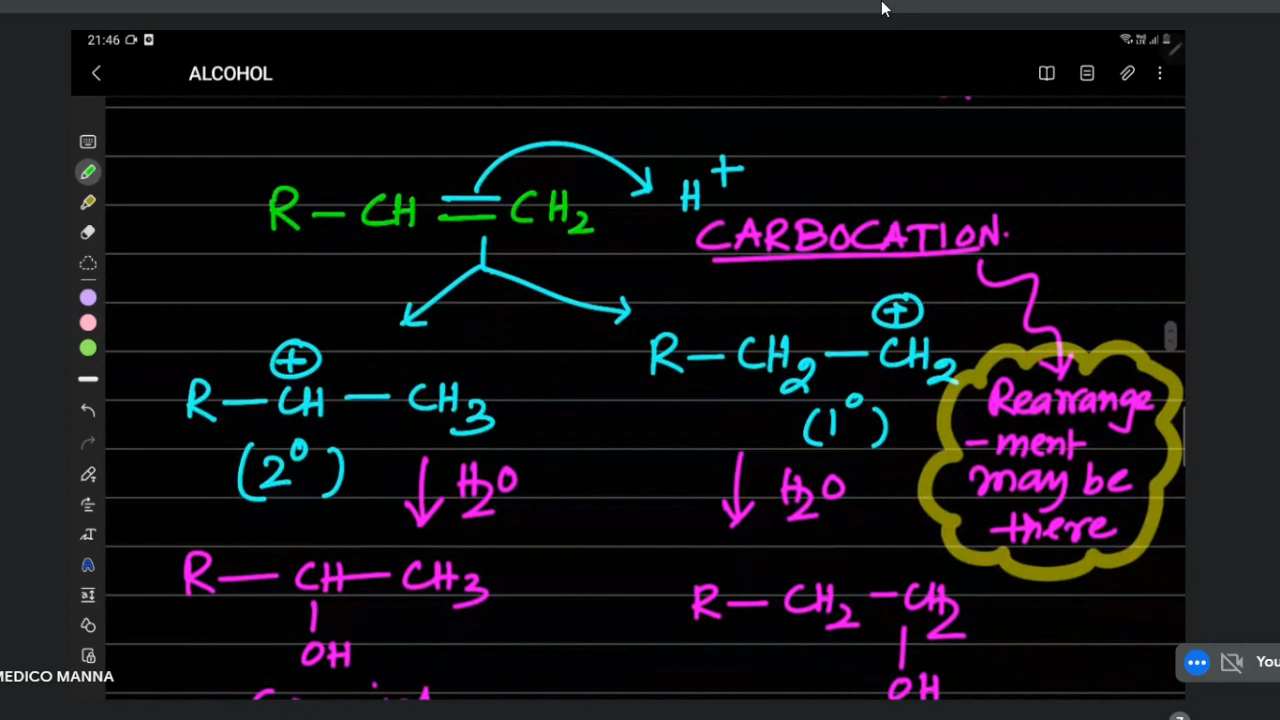 21:46
ALCOHOL
R-CH=CH2
H+
CARBOCATION.
R-CH-CH3
+
(2°)
R-CH2-CH2
+
(1°)
Rearrange
-ment
may be
there
↓ H2O
↓ H2O
R-CH-CH3
OH
R-CH2-CH2
OH
MEDICO MANNA
You